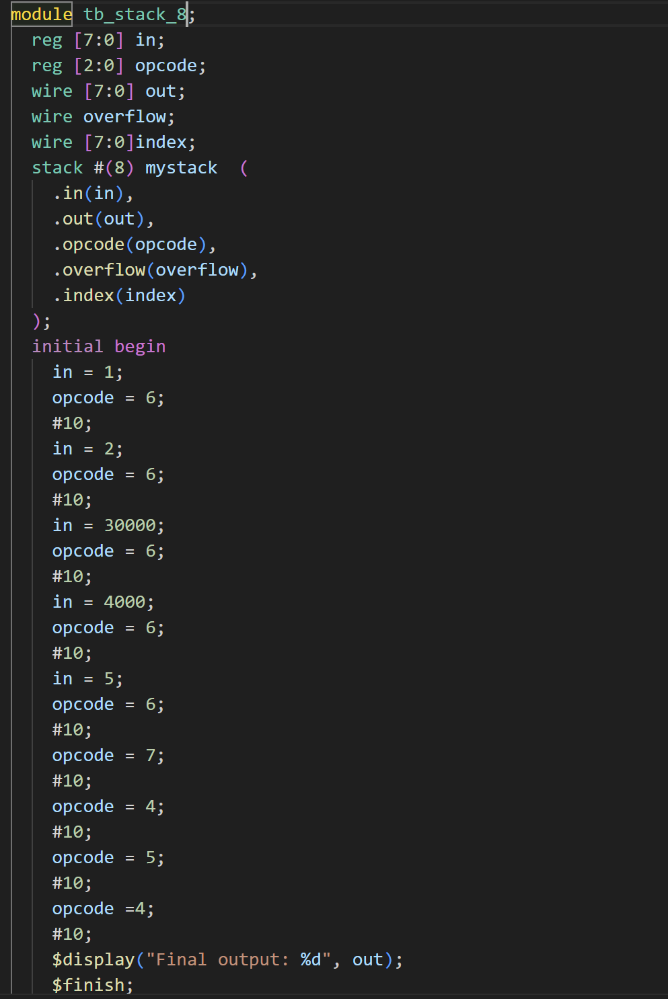 module tb_stack_8;
reg [7:0] in;
reg [2:0] opcode;
wire [7:0] out;
wire overflow;
wire [7:0]index;
stack #(8) mystack  (
.in(in),
.out(out),
.opcode(opcode),
.overflow(overflow),
.index(index)
);
initial begin
in = 1;
opcode = 6;
#10;
in = 2;
opcode = 6;
#10;
in = 30000;
opcode = 6;
#10;
in = 4000;
opcode = 6;
#10;
in = 5;
opcode = 6;
#10;
opcode = 7;
#10;
opcode = 4;
#10;
opcode = 5;
#10;
opcode =4;
#10;
$display("Final output: %d", out);
$finish;